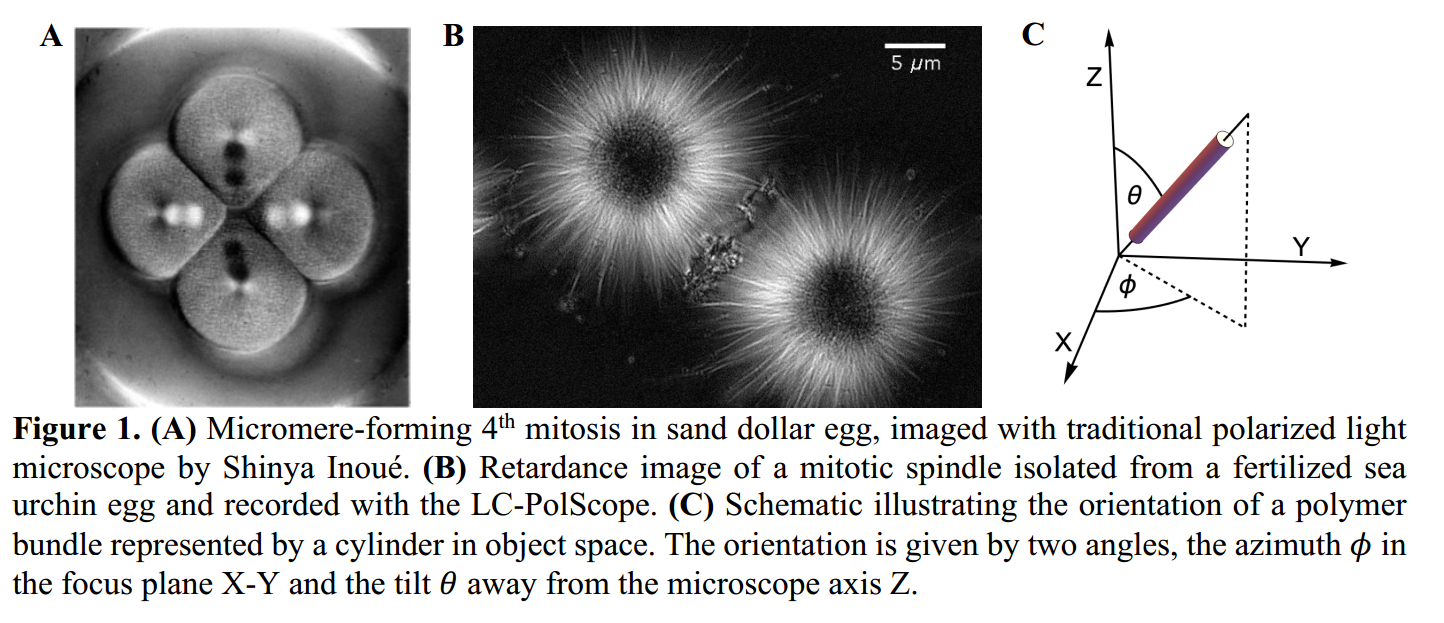 A
B
C
5 μm
Z
θ
Y
ϕ
X
Figure 1. (A) Micromere-forming 4th mitosis in sand dollar egg, imaged with traditional polarized light
microscope by Shinya Inoué. (B) Retardance image of a mitotic spindle isolated from a fertilized sea
urchin egg and recorded with the LC-PolScope. (C) Schematic illustrating the orientation of a polymer
bundle represented by a cylinder in object space. The orientation is given by two angles, the azimuth ϕ in
the focus plane X-Y and the tilt θ away from the microscope axis Z.